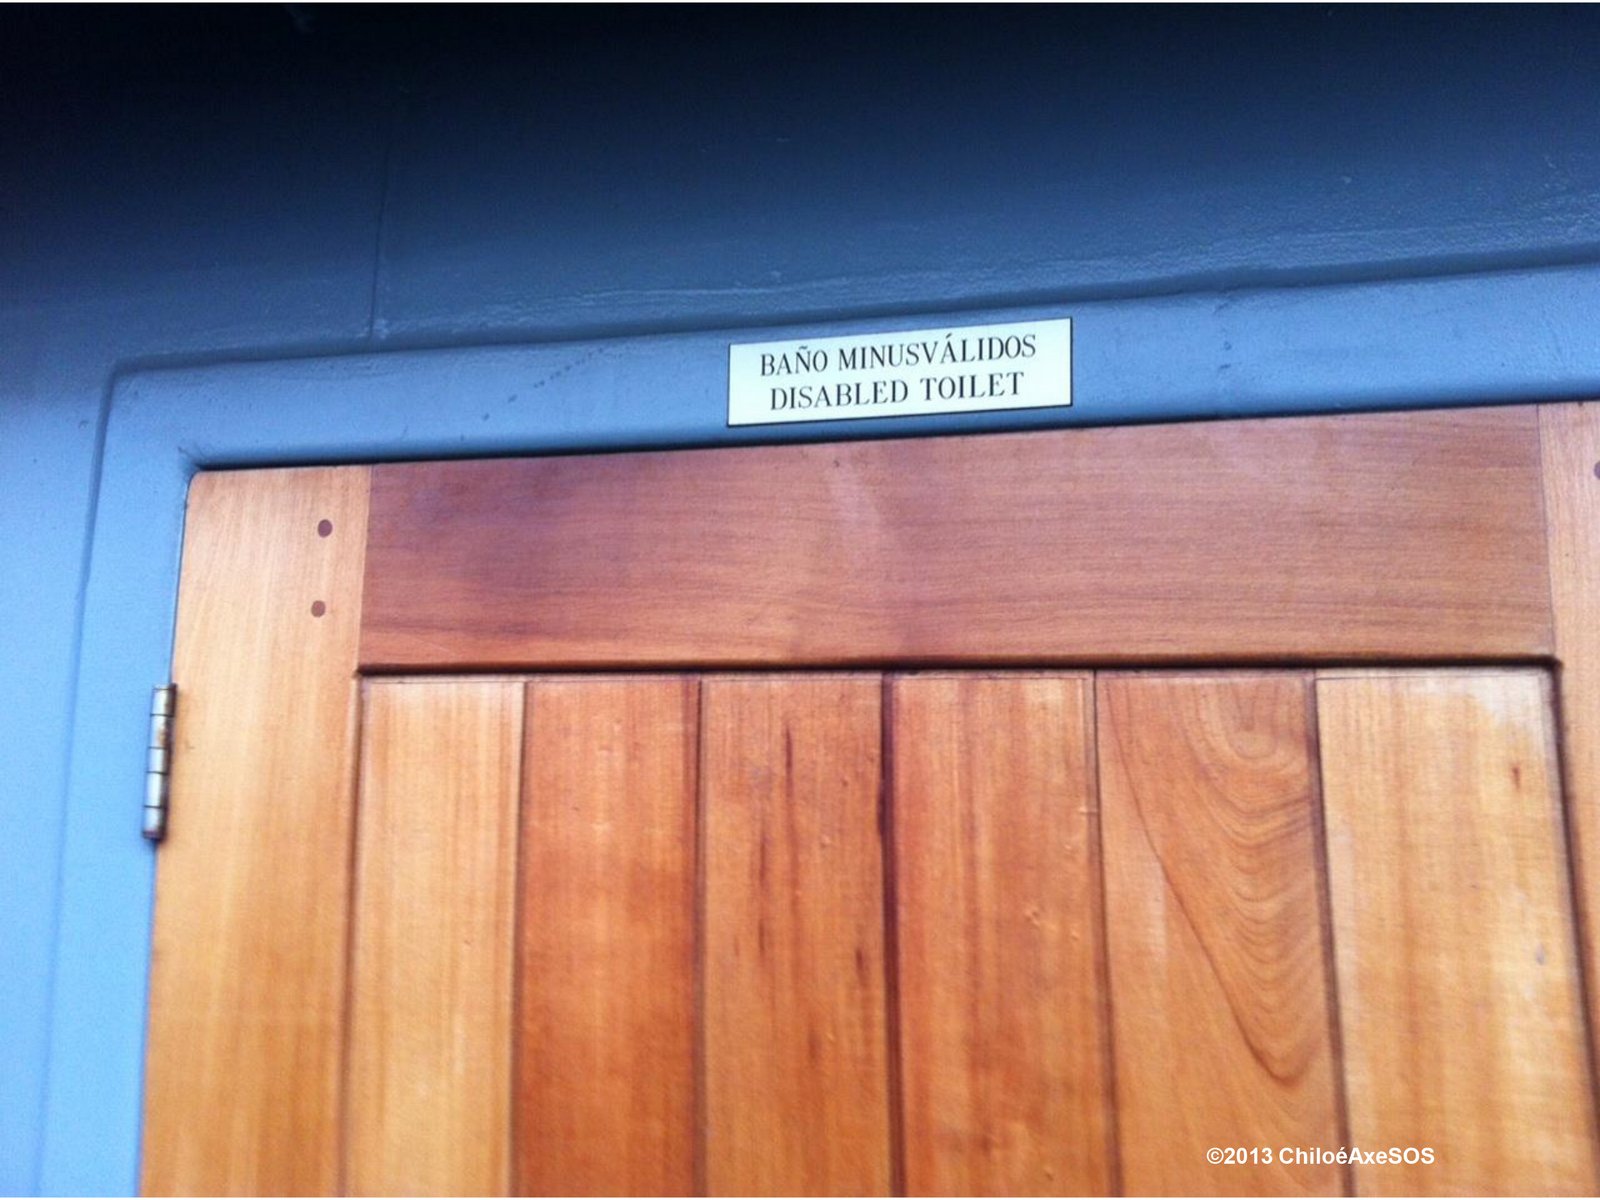 BAÑO MINUSVÁLIDOS
DISABLED TOILET
©2013 ChiloéAxeSOS